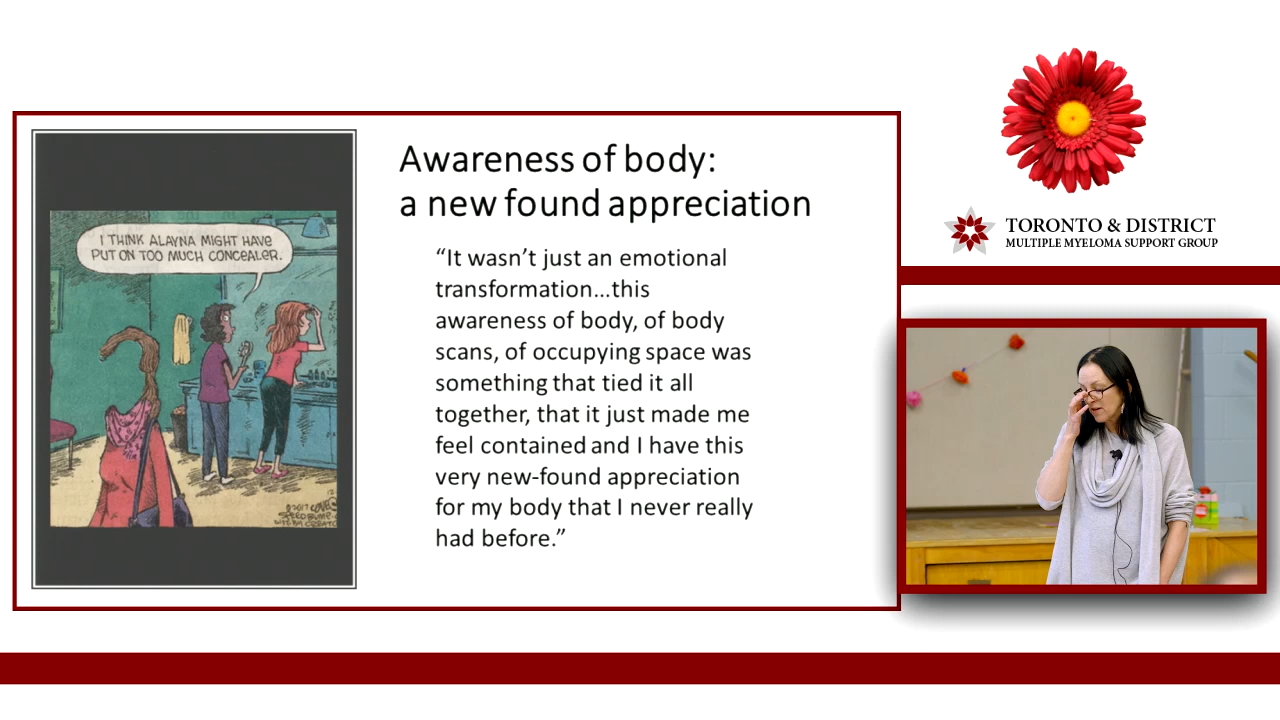 I THINK ALAYNA MIGHT HAVE
PUT ON TOO MUCH CONCEALER.
Awareness of body:
a new found appreciation
“It wasn’t just an emotional
transformation...this
awareness of body, of body
scans, of occupying space was
something that tied it all
together, that it just made me
feel contained and I have this
very new-found appreciation
for my body that I never really
had before.”
TORONTO & DISTRICT
MULTIPLE MYELOMA SUPPORT GROUP